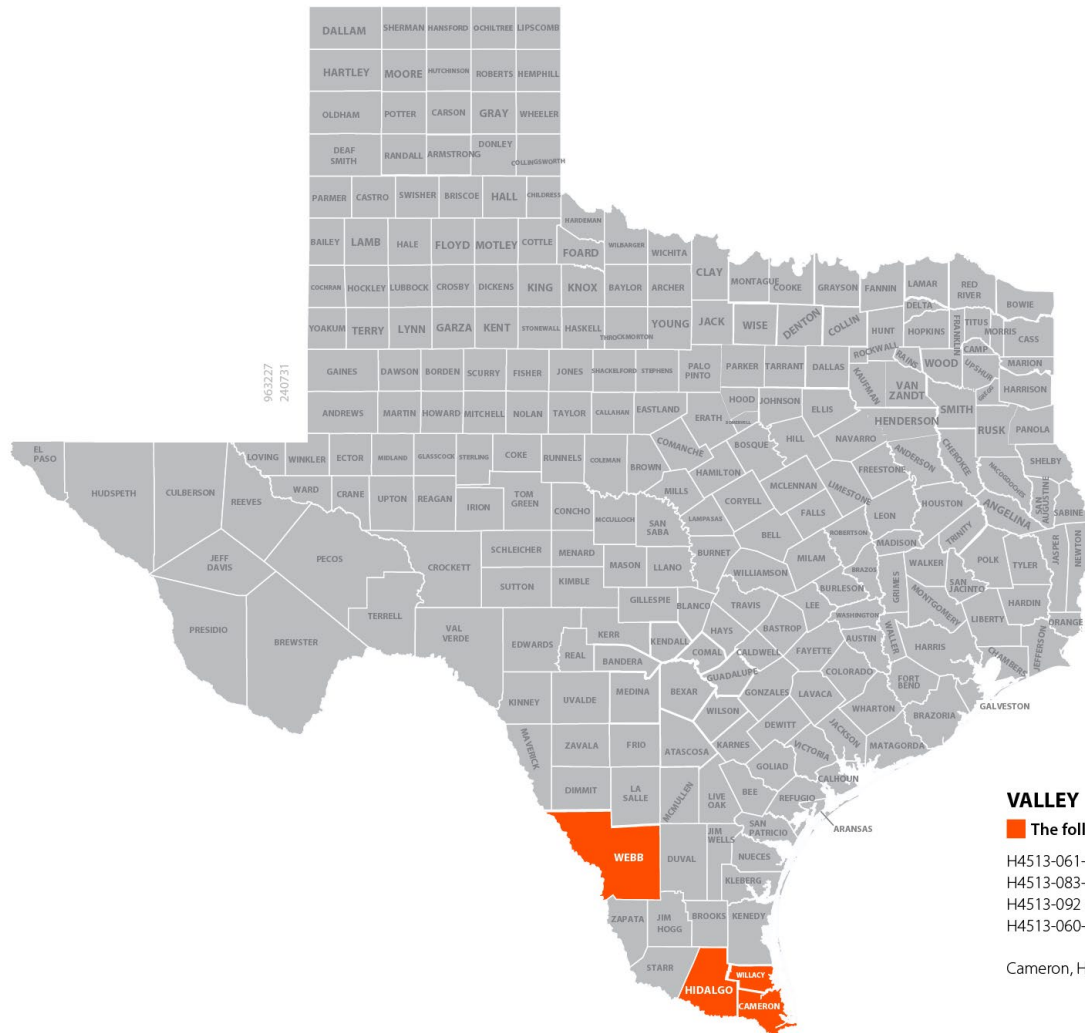 DALLAM SHERMAN HANSFORD OCHILTREE LIPSCOMB
HARTLEY MOORE HUTCHINSON ROBERTS HEMPHILL
OLDHAM POTTER CARSON GRAY WHEELER
DEAF SMITH RANDALL ARMSTRONG DONLEY COLLINGSWORTH
PARMER CASTRO SWISHER BRISCOE HALL CHILDRESS
HARDEMAN
BAILEY LAMB HALE FLOYD MOTLEY COTTLE FOARD WILBARGER WICHITA
CLAY MONTAGUE COOKE GRAYSON FANNIN LAMAR RED RIVER BOWIE
COCHRAN HOCKLEY LUBBOCK CROSBY DICKENS KING KNOX BAYLOR ARCHER
DELTA
YOAKUM TERRY LYNN GARZA KENT STONEWALL HASKELL THROCKMORTON YOUNG JACK WISE DENTON COLLIN HUNT HOPKINS FRANKLIN TITUS MORRIS CASS
ROCKWALL RAINS WOOD CAMP UPSHUR MARION
GAINES DAWSON BORDEN SCURRY FISHER JONES SHACKELFORD STEPHENS PALO PINTO PARKER TARRANT DALLAS KAUFMAN VAN ZANDT HARRISON
963227
240731
ANDREWS MARTIN HOWARD MITCHELL NOLAN TAYLOR CALLAHAN EASTLAND ERATH HOOD JOHNSON ELLIS HENDERSON SMITH RUSK PANOLA
EL PASO HUDSPETH CULBERSON REEVES LOVING WINKLER ECTOR MIDLAND GLASSCOCK STERLING COKE RUNNELS COLEMAN BROWN COMANCHE BOSQUE HILL NAVARRO ANDERSON CHEROKEE NACOGDOCHES SHELBY
WARD CRANE UPTON REAGAN IRION TOM GREEN CONCHO MCCULLOCH SAN SABA MILLS HAMILTON CORYELL MCLENNAN LIMESTONE FREESTONE HOUSTON ANGELINA SAN AUGUSTINE SABINE
LAMPASAS BELL FALLS ROBERTSON LEON MADISON TRINITY
JEFF DAVIS PECOS CROCKETT SCHLEICHER MENARD MASON LLANO BURNET WILLIAMSON MILAM BRAZOS GRIMES WALKER SAN JACINTO POLK TYLER JASPER NEWTON
SUTTON KIMBLE BURLESON
PRESIDIO BREWSTER TERRELL VAL VERDE GILLESPIE BLANCO TRAVIS LEE WASHINGTON MONTGOMERY LIBERTY HARDIN ORANGE
EDWARDS KERR KENDALL HAYS BASTROP AUSTIN WALLER HARRIS CHAMBERS JEFFERSON
REAL BANDERA COMAL CALDWELL FAYETTE COLORADO FORT BEND
GUADALUPE
KINNEY UVALDE MEDINA BEXAR WILSON GONZALES LAVACA WHARTON BRAZORIA GALVESTON
MAVERICK ZAVALA FRIO ATASCOSA KARNES DEWITT JACKSON MATAGORDA
VICTORIA
GOLIAD CALHOUN
DIMMIT LA SALLE MCMULLEN LIVE OAK BEE REFUGIO
ARANSAS
SAN PATRICIO
WEBB DUVAL JIM WELLS NUECES
KLEBERG
ZAPATA JIM HOGG BROOKS KENEDY
STARR HIDALGO WILLACY
CAMERON
VALLEY
The foll
H4513-061-
H4513-083-
H4513-092
H4513-060-
Cameron, H